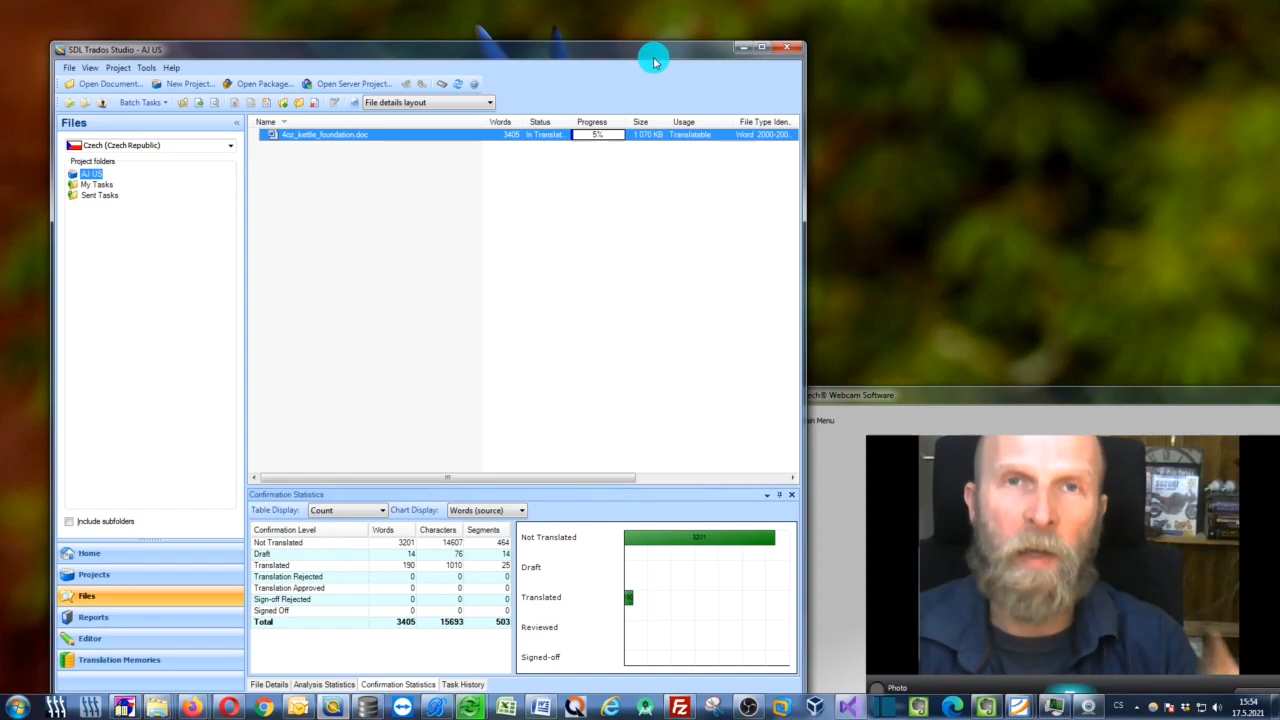 SDL Trados Studio - AJ US
File View Project Tools Help
Open Document... New Project... Open Package... Open Server Project...
Batch Tasks File details layout
Files
Czech (Czech Republic)
Project folders
AJ US
My Tasks
Sent Tasks
Include subfolders
Home
Projects
Files
Reports
Editor
Translation Memories
Name Words Status Progress Size Usage File Type Iden...
4oz_kettle_foundation.doc 3405 In Translat... 5% 1 070 KB Translatable Word 2000-200...
Confirmation Statistics
Table Display: Count Chart Display: Words (source)
Confirmation Level Words Characters Segments
Not Translated 3201 14607 464
Draft 14 76 14
Translated 190 1010 25
Translation Rejected 0 0 0
Translation Approved 0 0 0
Sign-off Rejected 0 0 0
Signed Off 0 0 0
Total 3405 15693 503
Not Translated 3201
Draft
Translated
Reviewed
Signed-off
File Details Analysis Statistics Confirmation Statistics Task History
ech® Webcam Software
ain Menu
SUZUKI
Photo
CS 15:54
17.5.2021